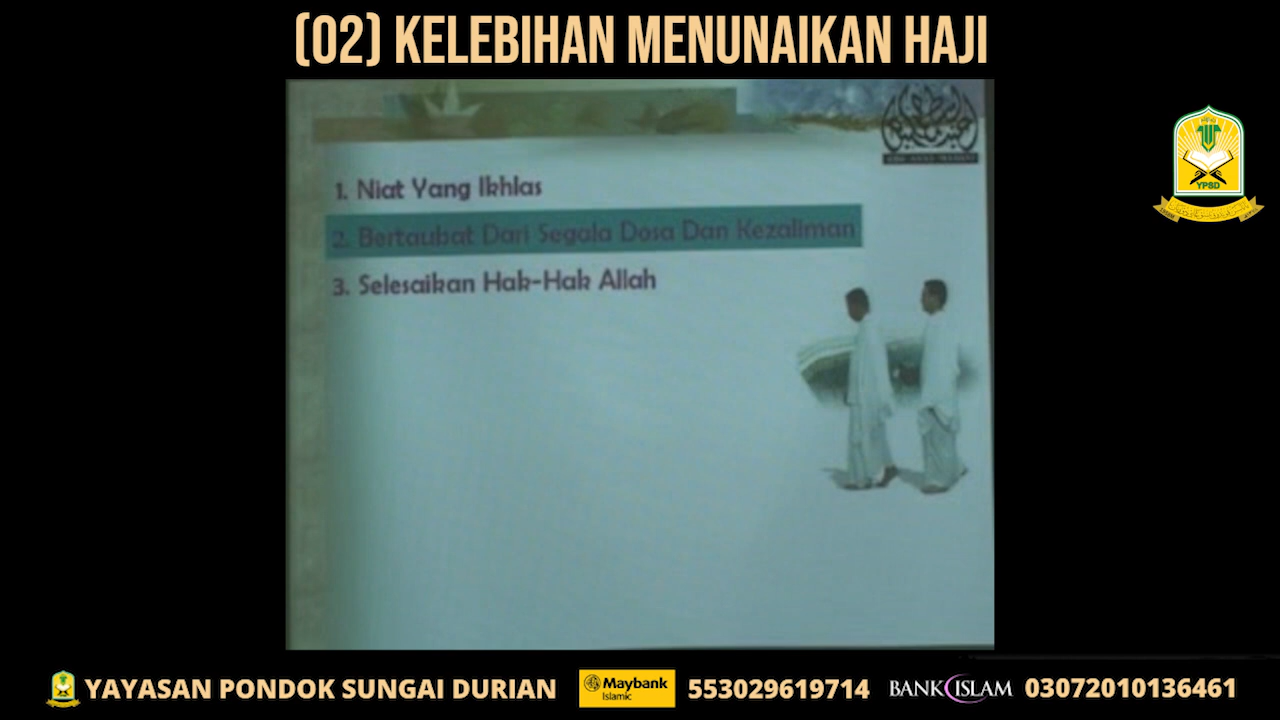 (02) KELEBIHAN MENUNAIKAN HAJI
1. Niat Yang Ikhlas
2. Bertaubat Dari Segala Dosa Dan Kezaliman
3. Selesaikan Hak-Hak Allah
YPSD
YAYASAN PONDOK SUNGAI DURIAN
Maybank
Islamic
553029619714
BANK ISLAM
03072010136461